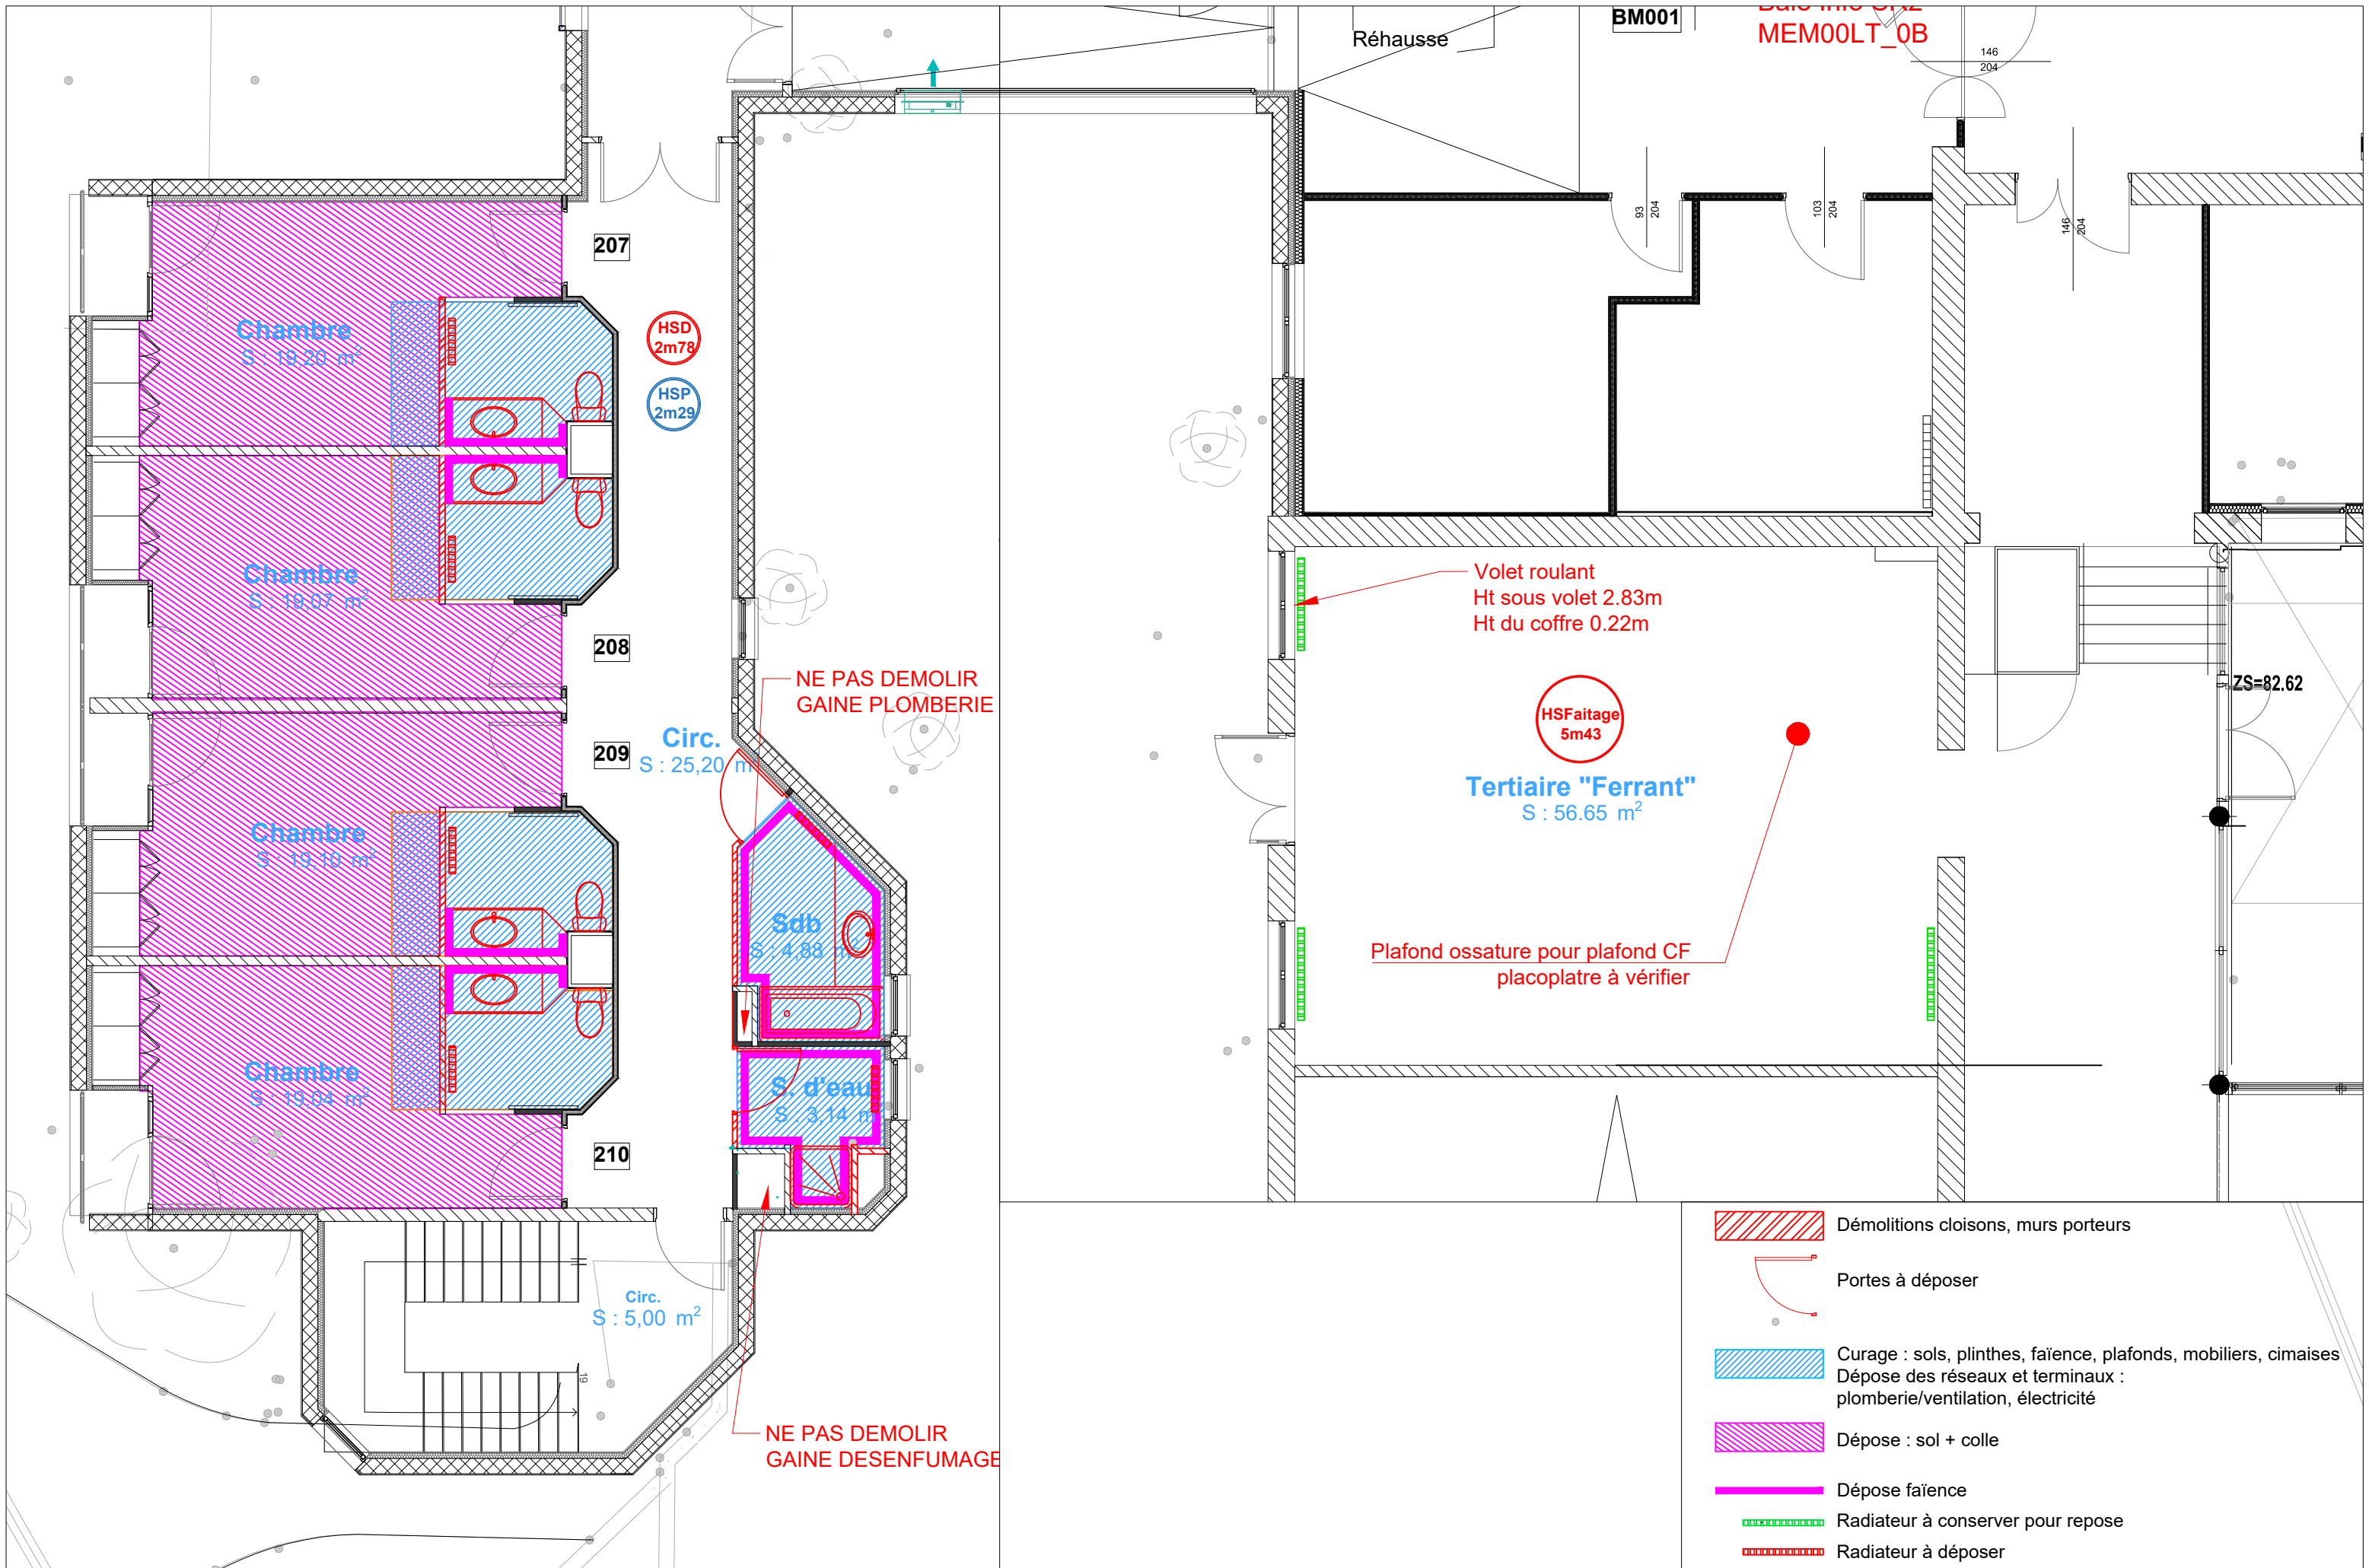 BM001
MEM00LT_0B
Réhausse
146
204
93
204
103
204
146
204
207
HSD
2m78
HSP
2m29
Chambre
S : 19,20 m²
Chambre
S : 19,07 m²
208
NE PAS DEMOLIR
GAINE PLOMBERIE
209
Circ.
S : 25,20 m
Chambre
S : 19,10 m²
Sdb
S : 4,88 m
Chambre
S : 19,04 m²
S. d'eau
S : 3,14 m
210
Circ.
S : 5,00 m²
19
NE PAS DEMOLIR
GAINE DESENFUMAGE
Volet roulant
Ht sous volet 2.83m
Ht du coffre 0.22m
HSFaitage
5m43
Tertiaire "Ferrant"
S : 56.65 m²
ZS=82.62
Plafond ossature pour plafond CF
placoplatre à vérifier
Démolitions cloisons, murs porteurs
Portes à déposer
Curage : sols, plinthes, faïence, plafonds, mobiliers, cimaises
Dépose des réseaux et terminaux :
plomberie/ventilation, électricité
Dépose : sol + colle
Dépose faïence
Radiateur à conserver pour repose
Radiateur à déposer